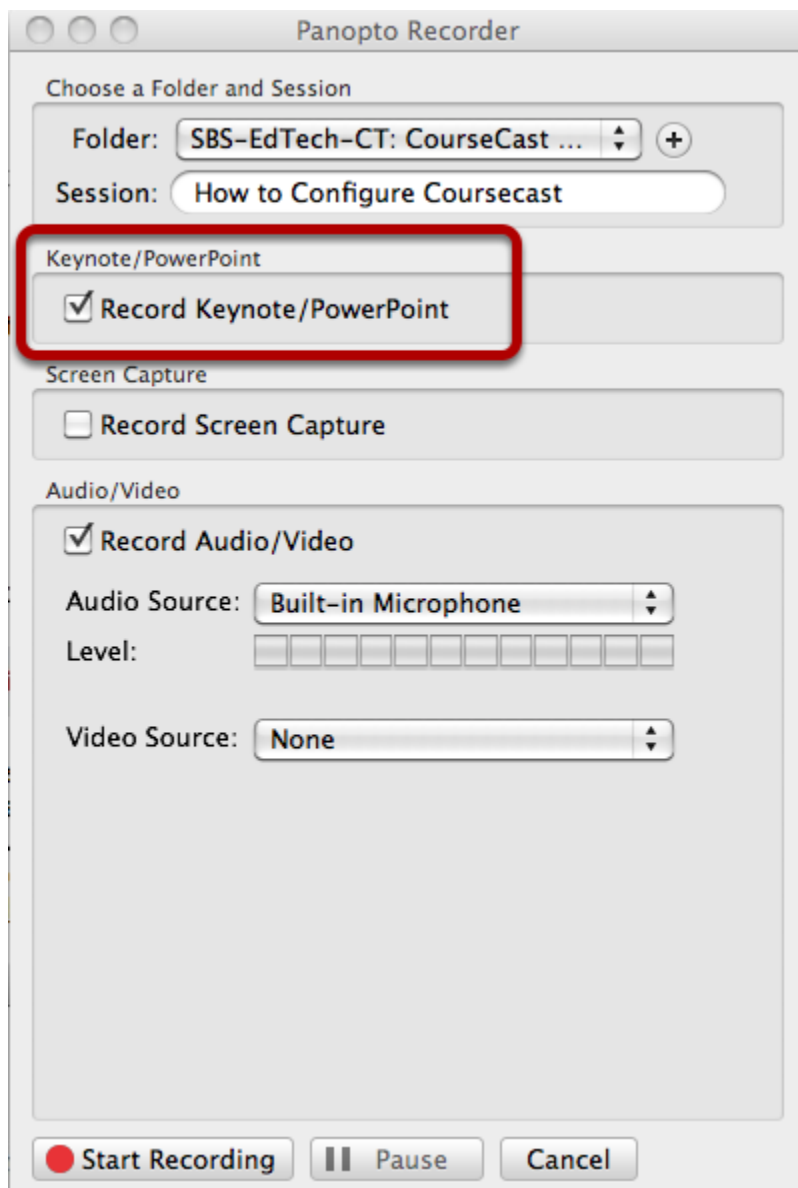 Panopto Recorder
Choose a Folder and Session
Folder: SBS-EdTech-CT: CourseCast ...
Session: How to Configure Coursecast
Keynote/PowerPoint
Record Keynote/PowerPoint
Screen Capture
Record Screen Capture
Audio/Video
Record Audio/Video
Audio Source: Built-in Microphone
Level:
Video Source: None
Start Recording Pause Cancel